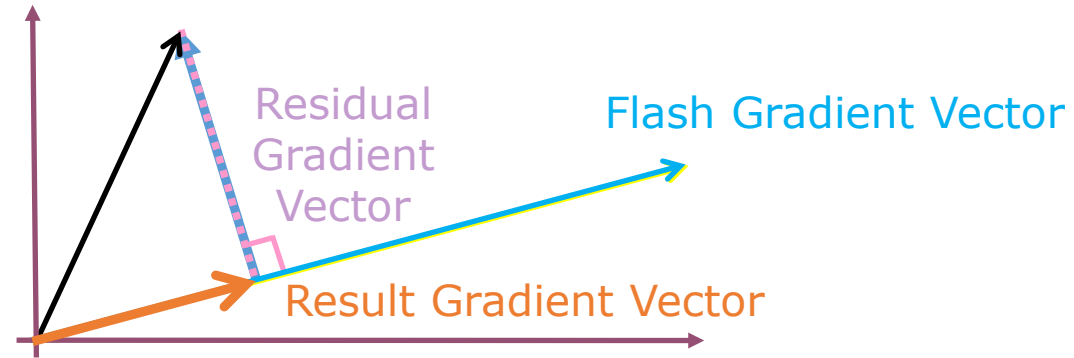 Residual
Gradient
Vector
Flash Gradient Vector
Result Gradient Vector